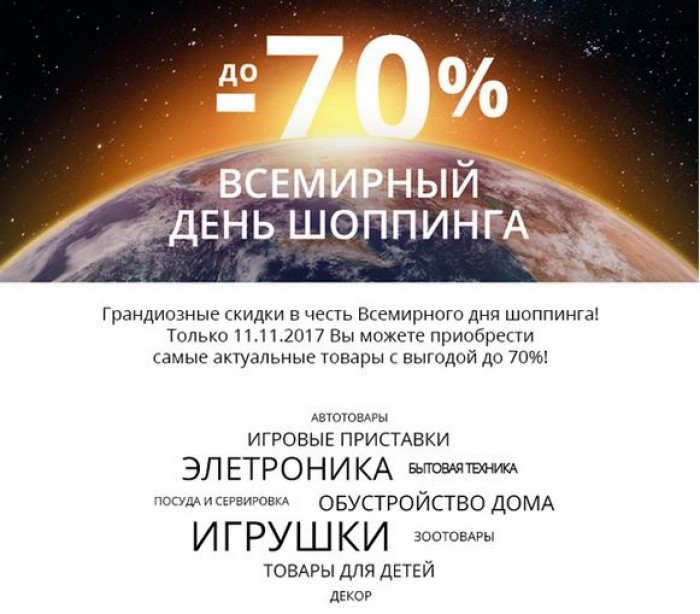 до
-70%
ВСЕМИРНЫЙ
ДЕНЬ ШОППИНГА
Грандиозные скидки в честь Всемирного дня шоппинга!
Только 11.11.2017 Вы можете приобрести
самые актуальные товары с выгодой до 70%!
АВТОТОВАРЫ
ИГРОВЫЕ ПРИСТАВКИ
ЭЛЕТРОНИКА БЫТОВАЯ ТЕХНИКА
ПОСУДА И СЕРВИРОВКА ОБУСТРОЙСТВО ДОМА
ИГРУШКИ ЗООТОВАРЫ
ТОВАРЫ ДЛЯ ДЕТЕЙ
ДЕКОР